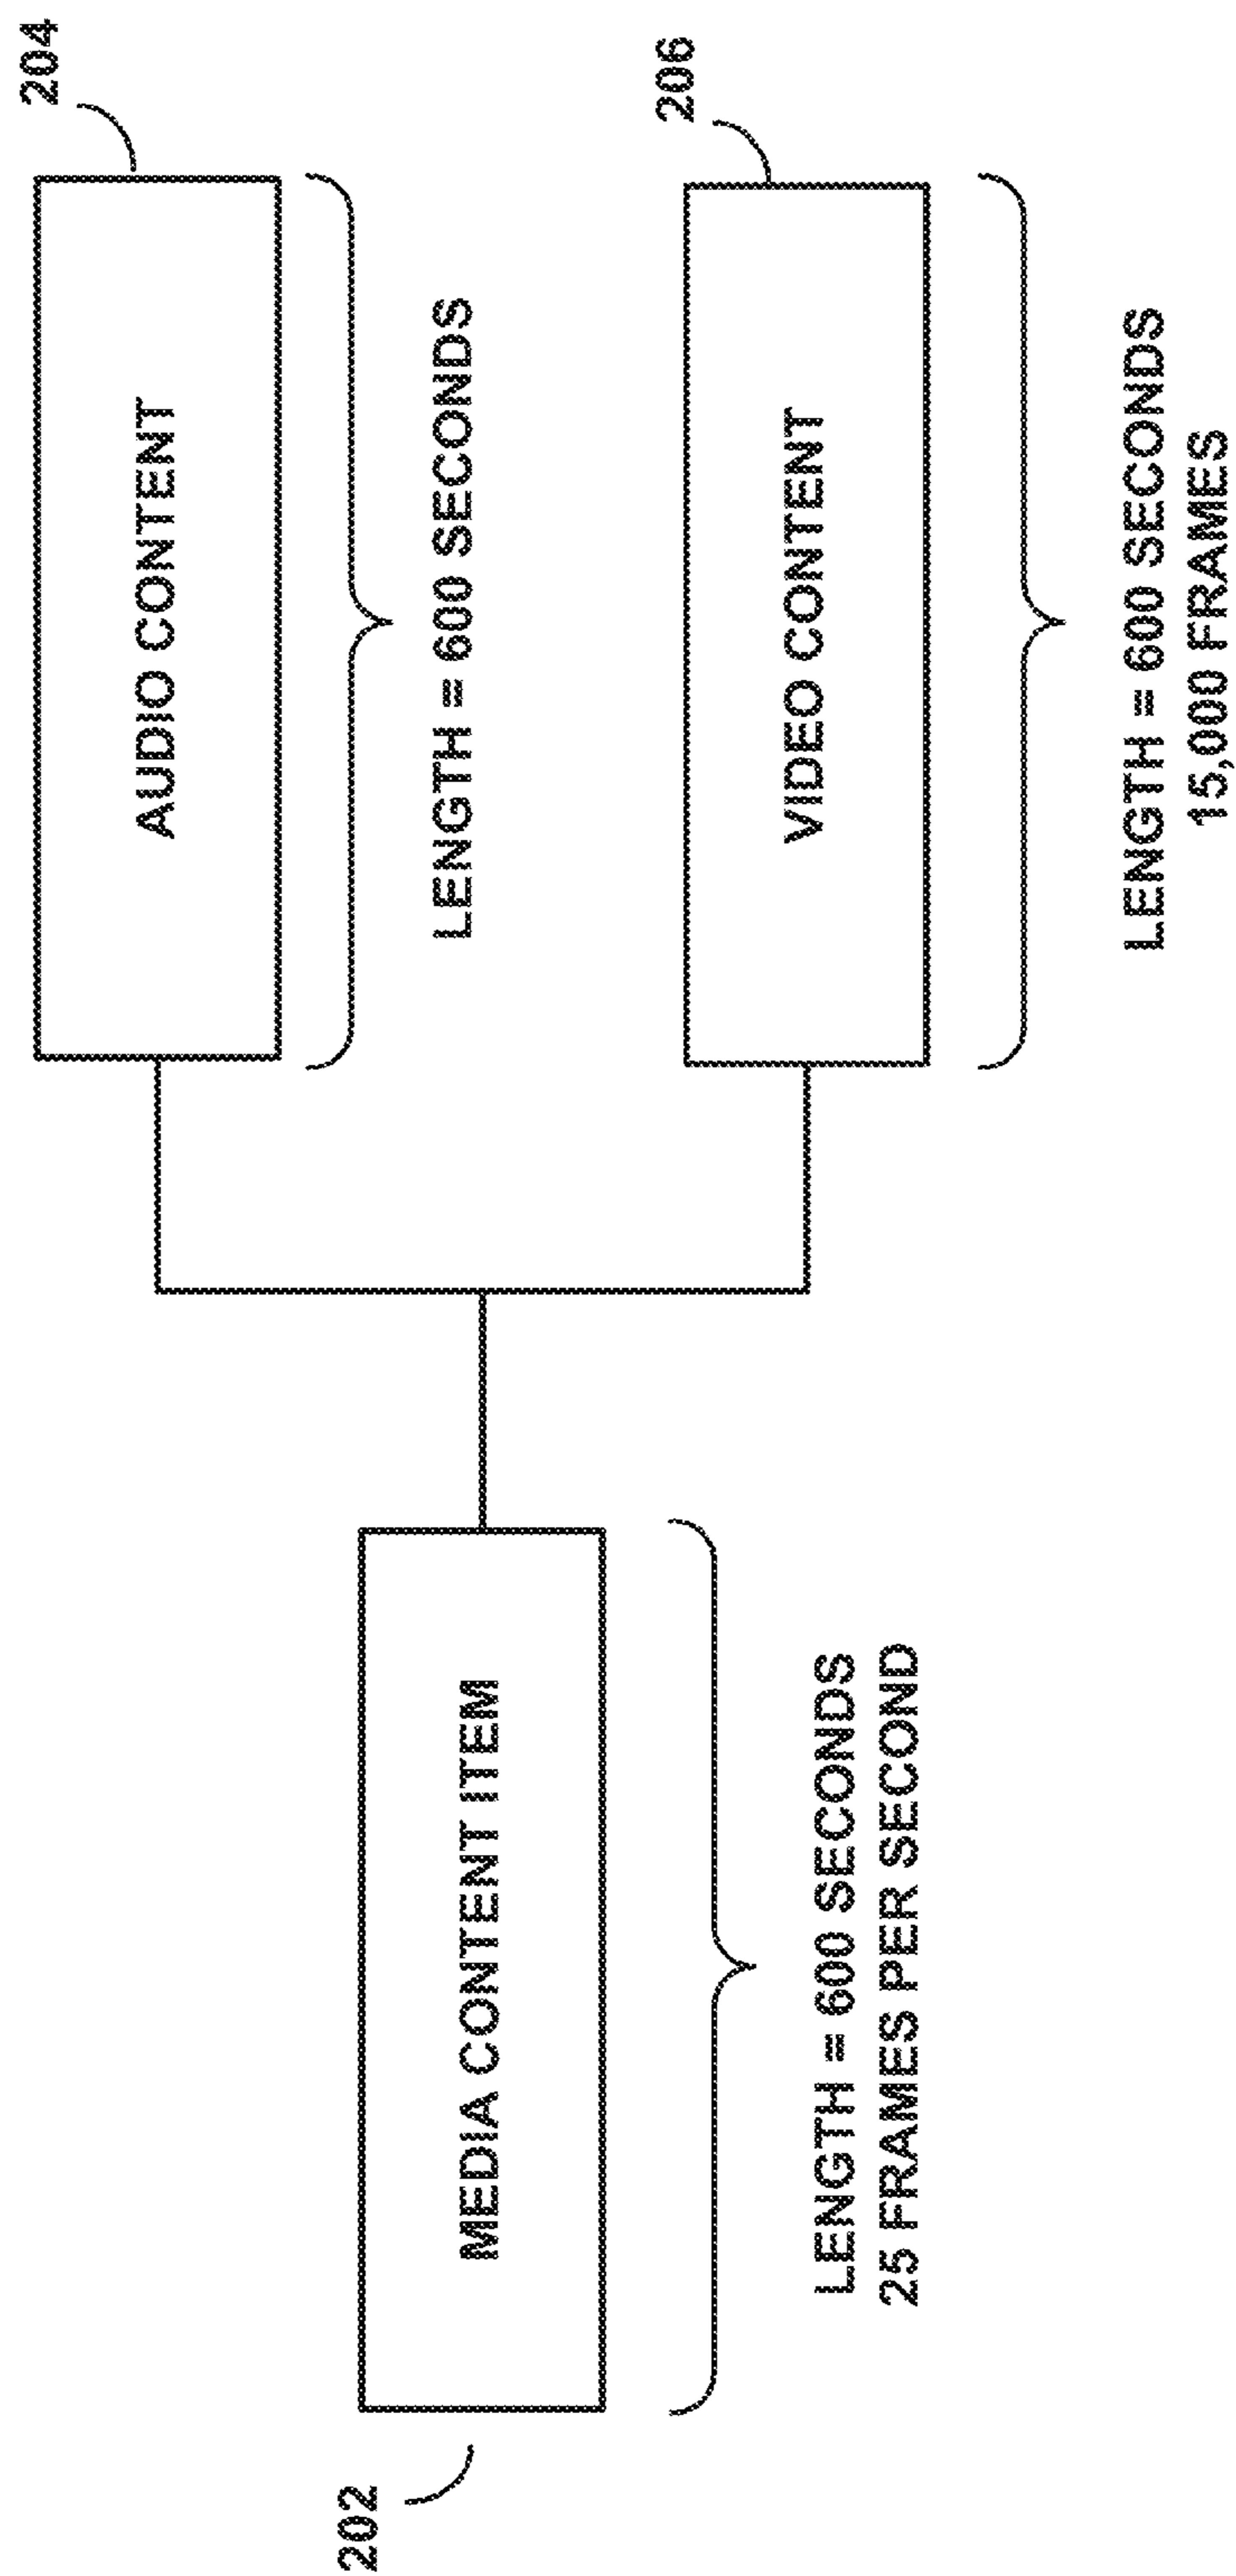 202
MEDIA CONTENT ITEM
LENGTH = 600 SECONDS
25 FRAMES PER SECOND
204
AUDIO CONTENT
LENGTH = 600 SECONDS
206
VIDEO CONTENT
LENGTH = 600 SECONDS
15,000 FRAMES